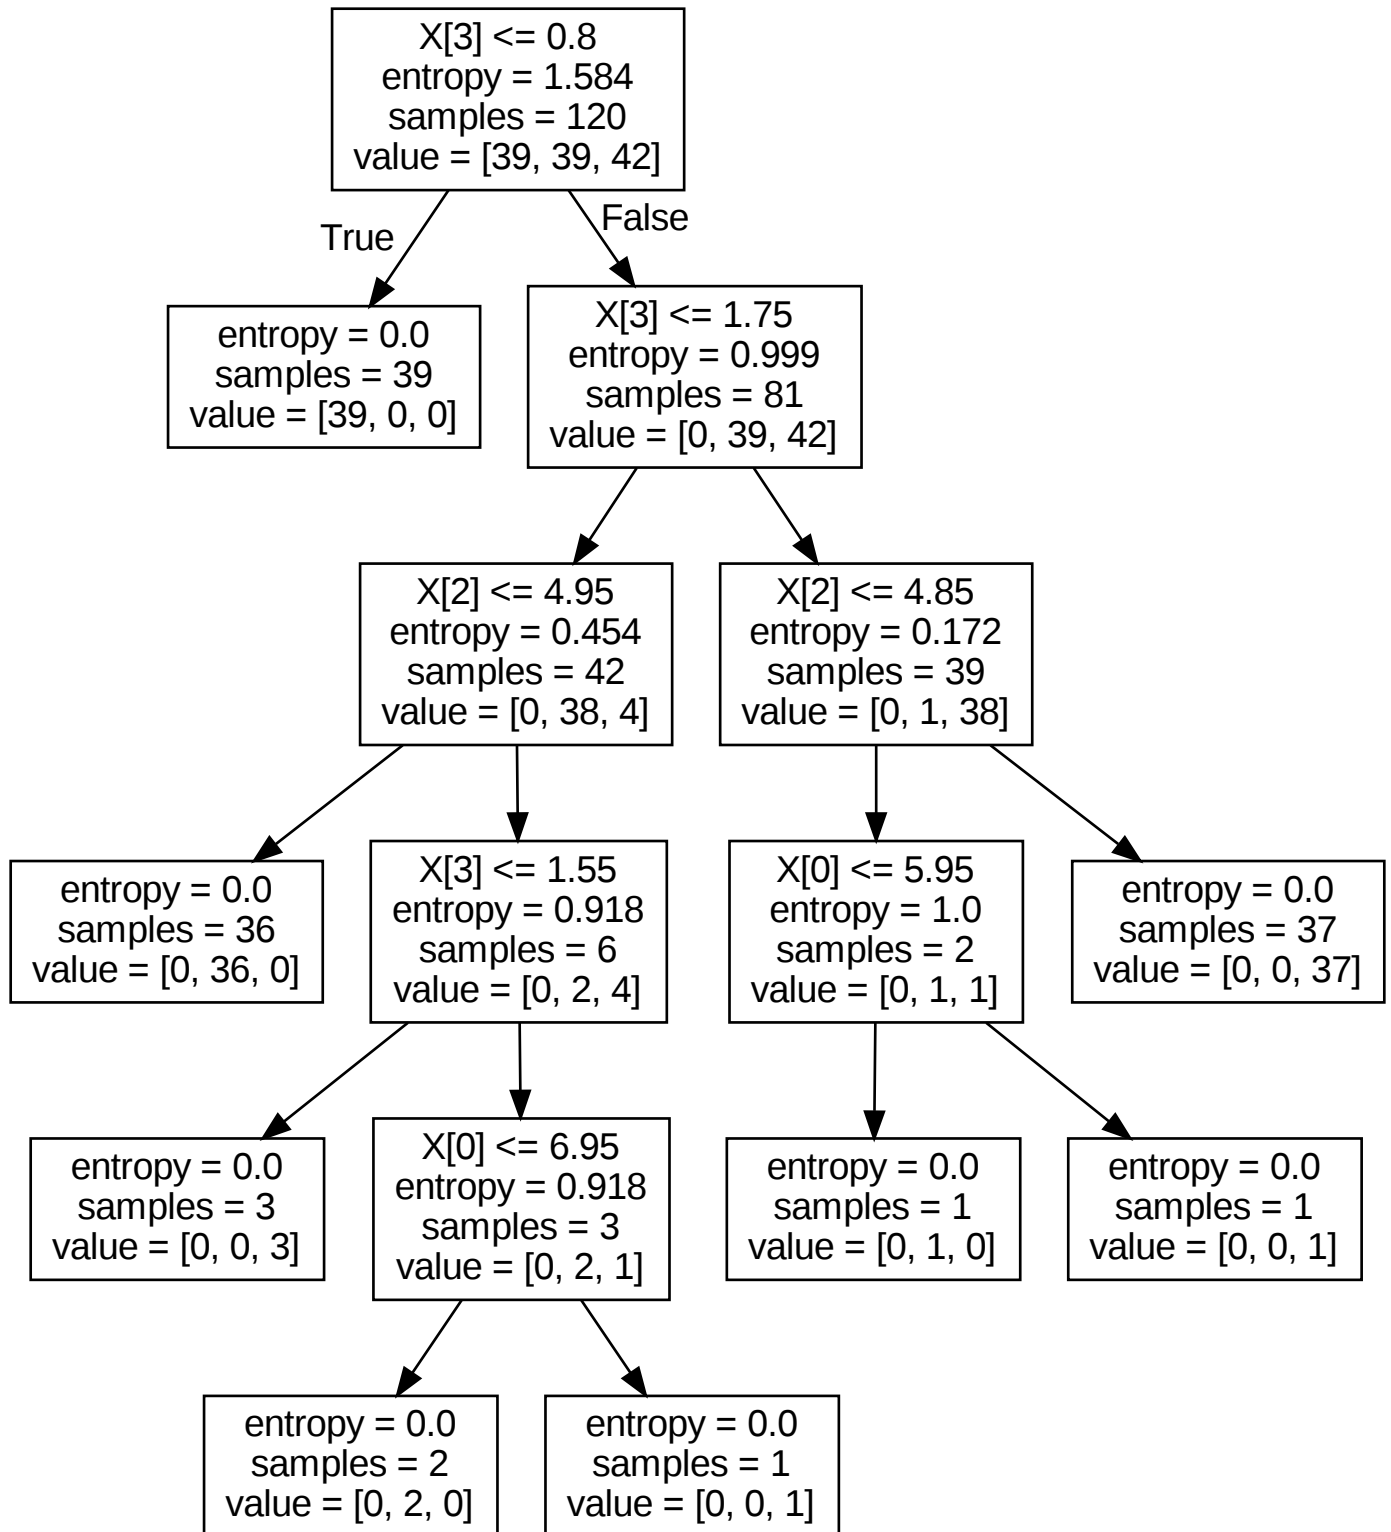 X[3] <= 0.8
entropy = 1.584
samples = 120
value = [39, 39, 42]
True
False
entropy = 0.0
samples = 39
value = [39, 0, 0]
X[3] <= 1.75
entropy = 0.999
samples = 81
value = [0, 39, 42]
X[2] <= 4.95
entropy = 0.454
samples = 42
value = [0, 38, 4]
X[2] <= 4.85
entropy = 0.172
samples = 39
value = [0, 1, 38]
entropy = 0.0
samples = 36
value = [0, 36, 0]
X[3] <= 1.55
entropy = 0.918
samples = 6
value = [0, 2, 4]
X[0] <= 5.95
entropy = 1.0
samples = 2
value = [0, 1, 1]
entropy = 0.0
samples = 37
value = [0, 0, 37]
entropy = 0.0
samples = 3
value = [0, 0, 3]
X[0] <= 6.95
entropy = 0.918
samples = 3
value = [0, 2, 1]
entropy = 0.0
samples = 1
value = [0, 1, 0]
entropy = 0.0
samples = 1
value = [0, 0, 1]
entropy = 0.0
samples = 2
value = [0, 2, 0]
entropy = 0.0
samples = 1
value = [0, 0, 1]